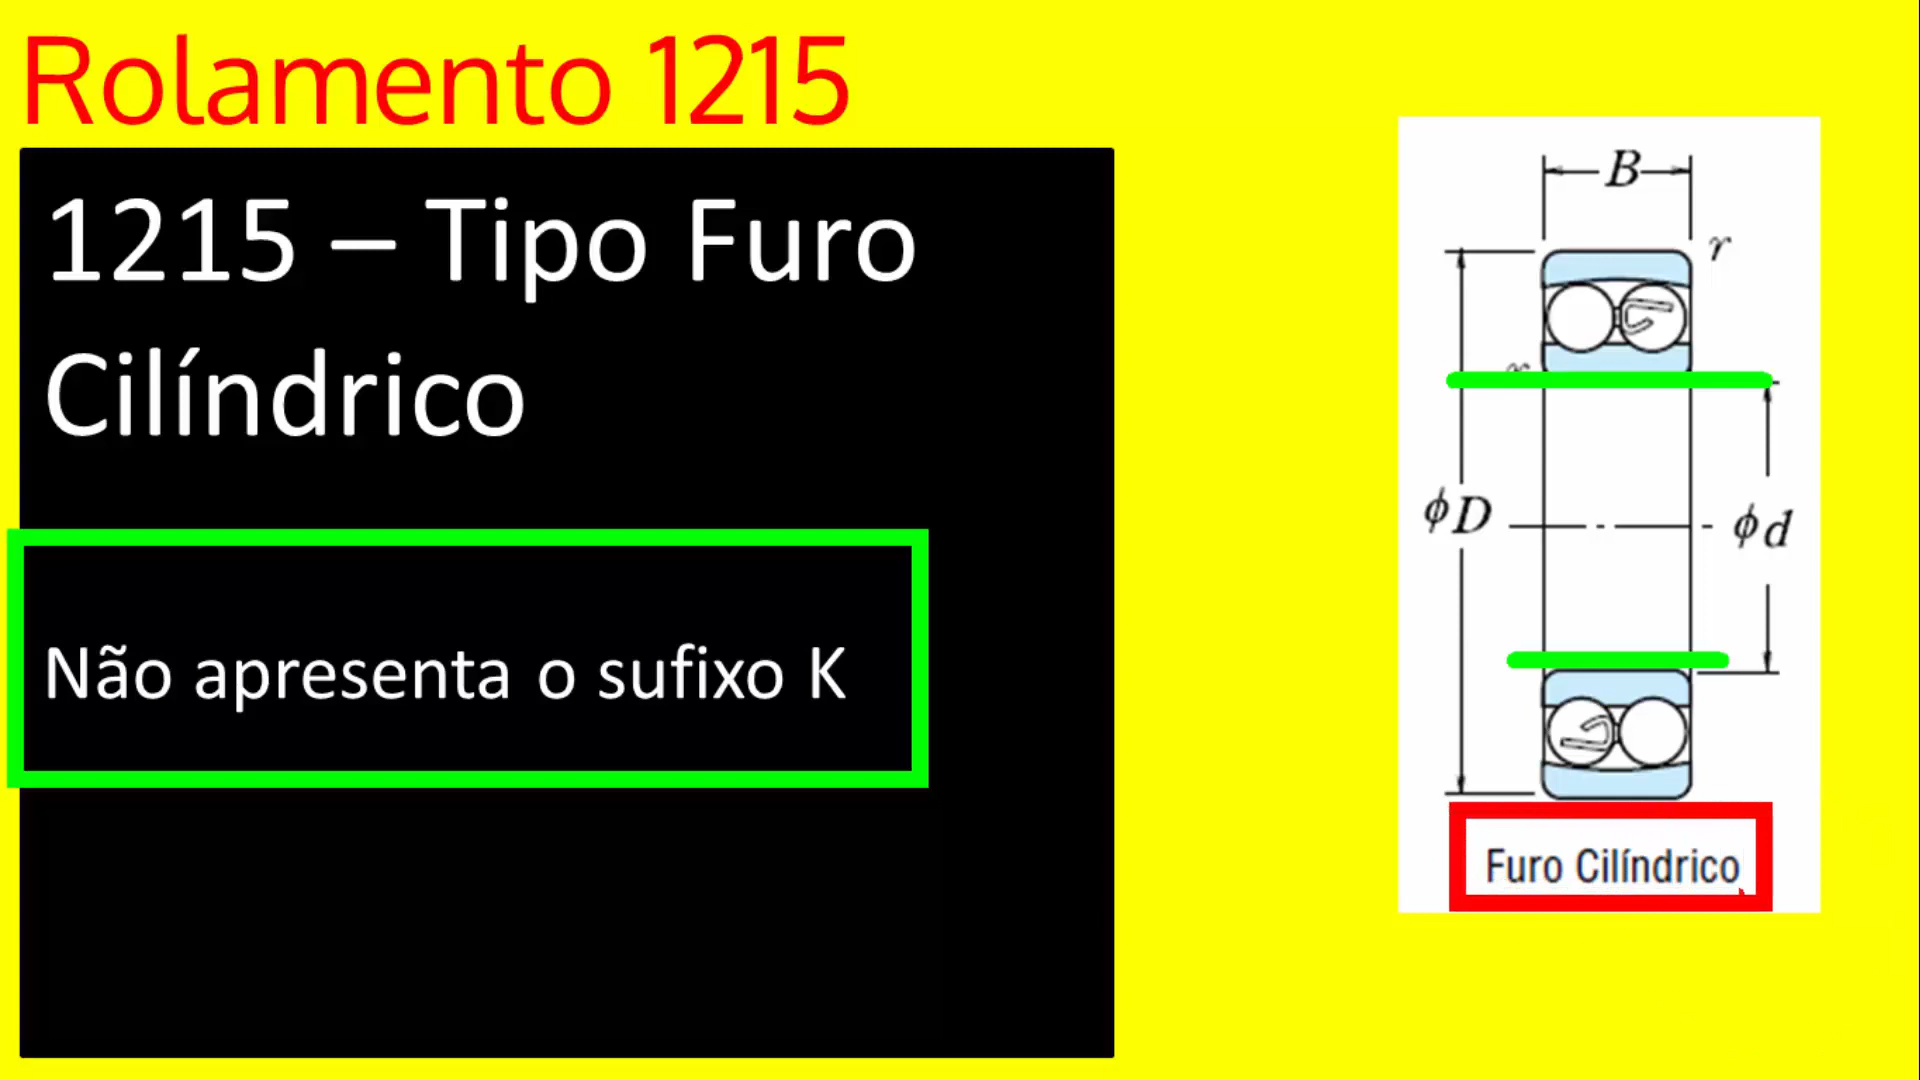 Rolamento 1215
1215 – Tipo Furo
Cilíndrico
Não apresenta o sufixo K
B
r
ϕD
ϕd
Furo Cilíndrico